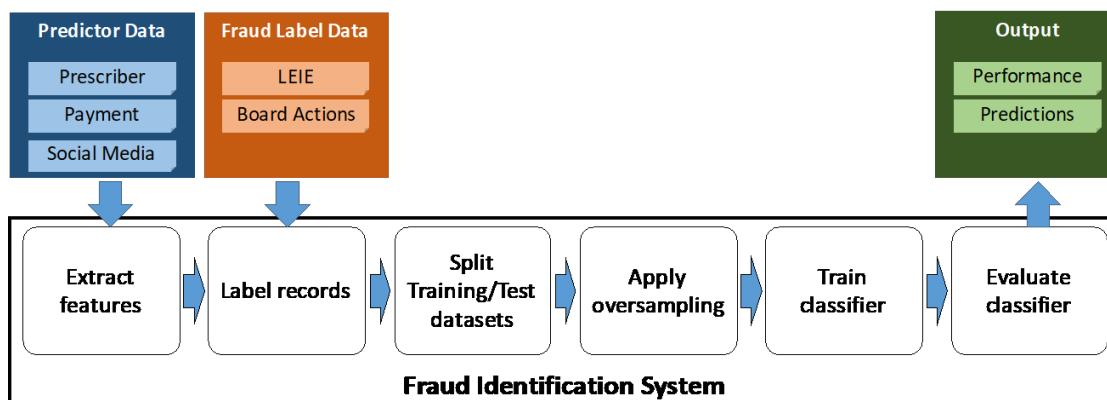 Predictor Data
Prescriber
Payment
Social Media
Fraud Label Data
LEIE
Board Actions
Output
Performance
Predictions
Extract
features
Label records
Split
Training/Test
datasets
Apply
oversampling
Train
classifier
Evaluate
classifier
Fraud Identification System